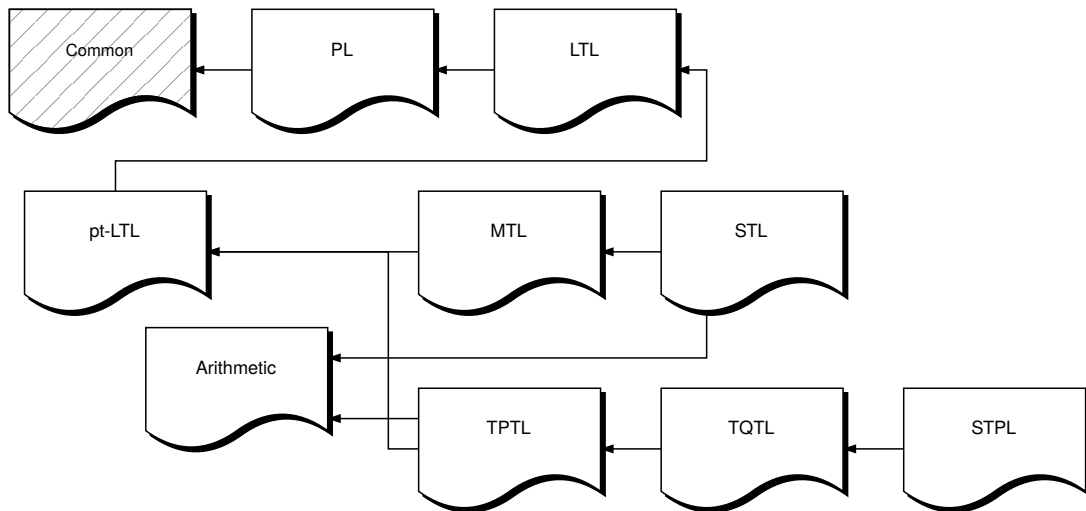 Common
PL
LTL
pt-LTL
MTL
STL
Arithmetic
TPTL
TQTL
STPL